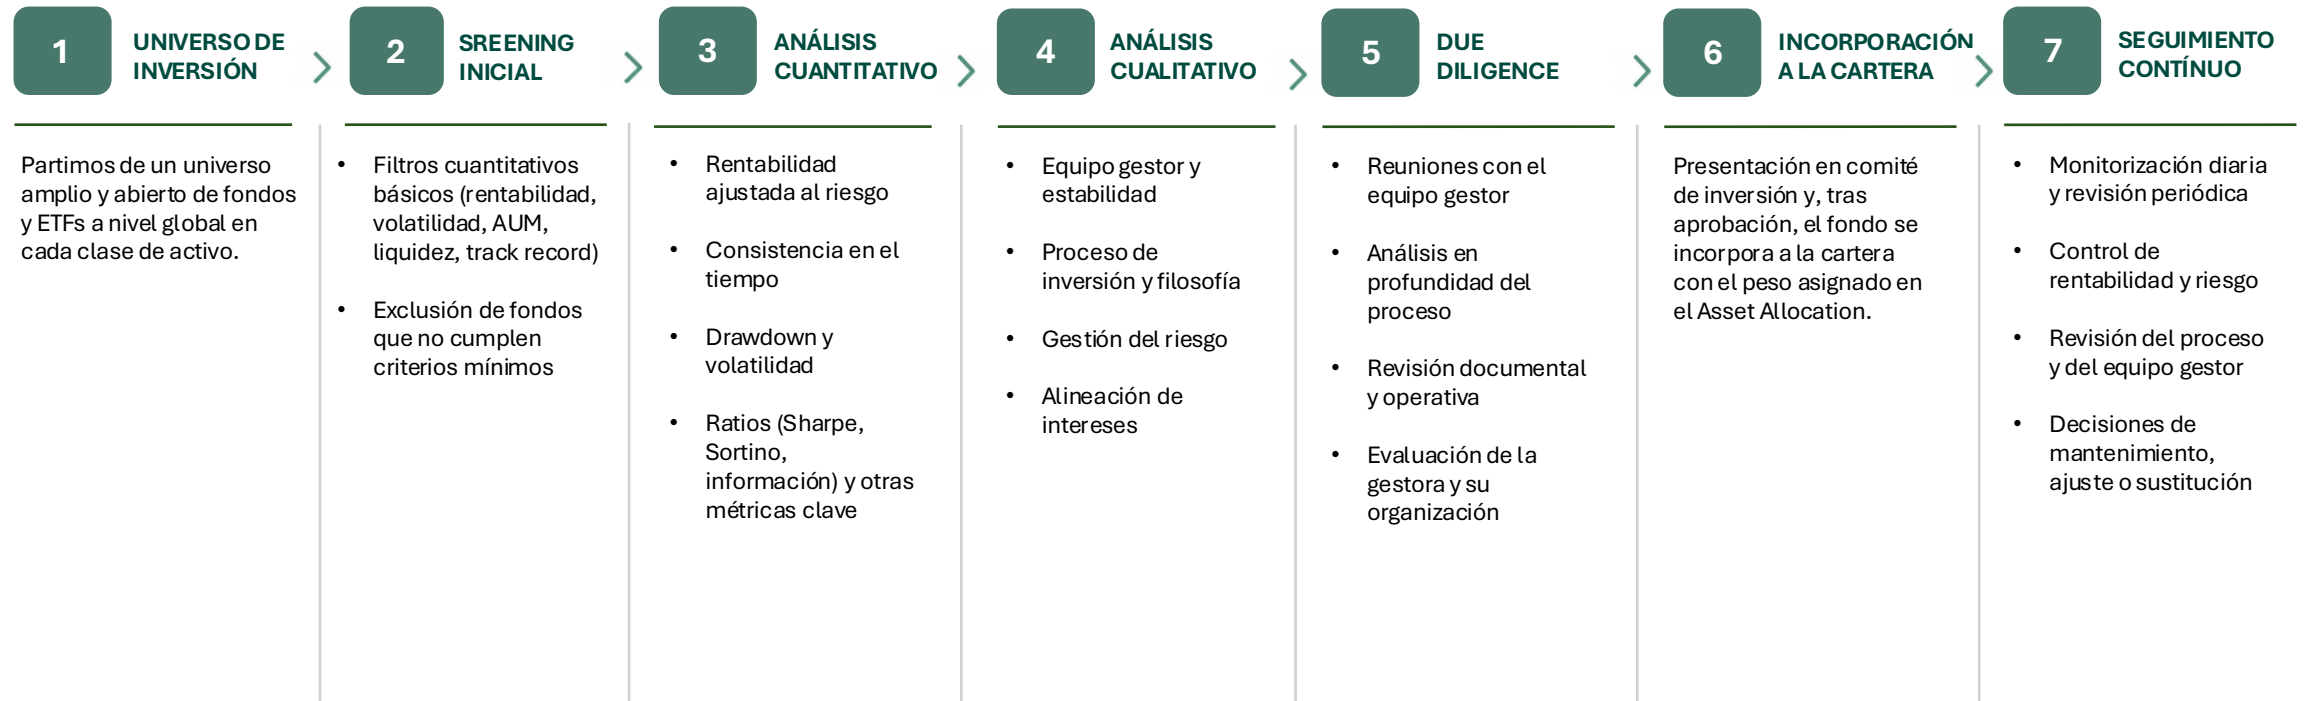 1
UNIVERSO DE
INVERSIÓN
Partimos de un universo
amplio y abierto de fondos
y ETFs a nivel global en
cada clase de activo.
2
SREENING
INICIAL
• Filtros cuantitativos
básicos (rentabilidad,
volatilidad, AUM,
liquidez, track record)
• Exclusión de fondos
que no cumplen
criterios mínimos
3
ANÁLISIS
CUANTITATIVO
• Rentabilidad
ajustada al riesgo
• Consistencia en el
tiempo
• Drawdown y
volatilidad
• Ratios (Sharpe,
Sortino,
información) y otras
métricas clave
4
ANÁLISIS
CUALITATIVO
• Equipo gestor y
estabilidad
• Proceso de
inversión y filosofía
• Gestión del riesgo
• Alineación de
intereses
5
DUE
DILIGENCE
• Reuniones con el
equipo gestor
• Análisis en
profundidad del
proceso
• Revisión documental
y operativa
• Evaluación de la
gestora y su
organización
6
INCORPORACIÓN
A LA CARTERA
Presentación en comité
de inversión y, tras
aprobación, el fondo se
incorpora a la cartera
con el peso asignado en
el Asset Allocation.
7
SEGUIMIENTO
CONTÍNUO
• Monitorización diaria
y revisión periódica
• Control de
rentabilidad y riesgo
• Revisión del proceso
y del equipo gestor
• Decisiones de
mantenimiento,
ajuste o sustitución